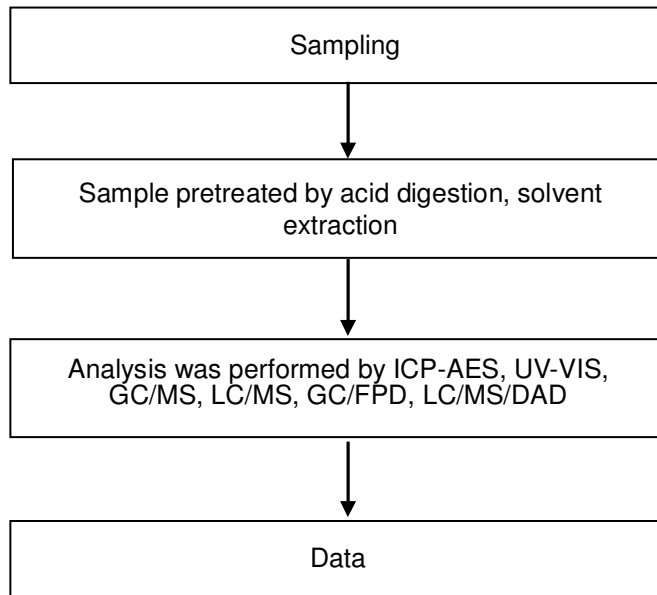 Sampling
Sample pretreated by acid digestion, solvent
extraction
Analysis was performed by ICP-AES, UV-VIS,
GC/MS, LC/MS, GC/FPD, LC/MS/DAD
Data